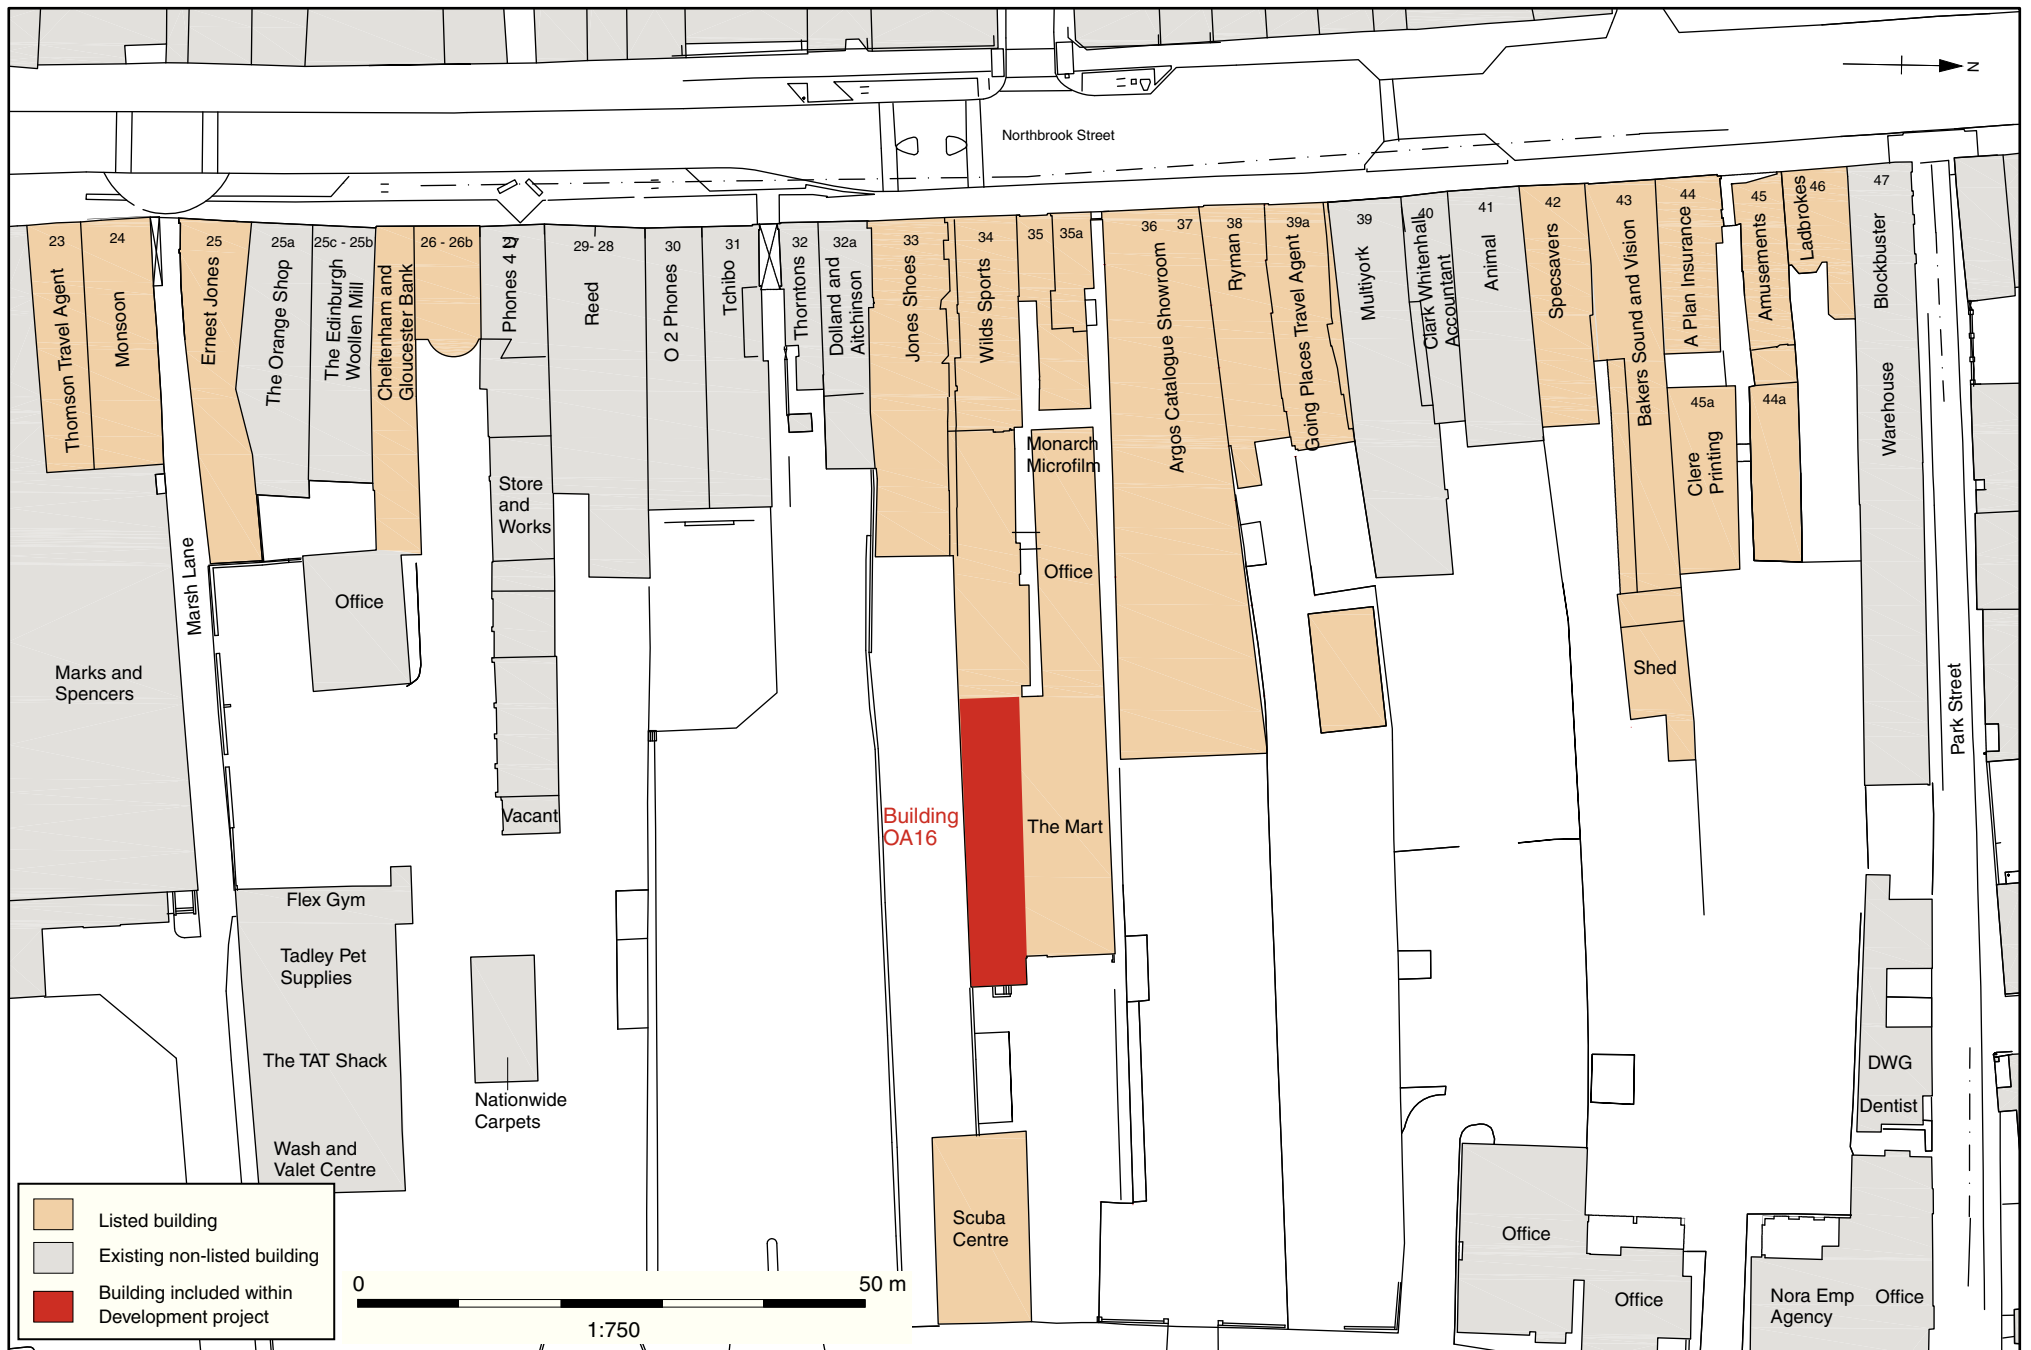 N
Northbrook Street
23
Thomson Travel Agent
24
Monsoon
25
Ernest Jones
25a
The Orange Shop
25c - 25b
The Edinburgh
Woollen Mill
Cheltenham and
Gloucester Bank
26 - 26b
27
Phones 4 U
29- 28
Reed
30
O 2 Phones
31
Tchibo
32
Thorntons
32a
Dolland and
Aitchinson
33
Jones Shoes
34
Wilds Sports
35
35a
36
37
Argos Catalogue Showroom
38
Ryman
39a
Going Places Travel Agent
39
Multiyork
40
Clark Whitenhall
Accountant
41
Animal
42
Specsavers
43
Bakers Sound and Vision
44
A Plan Insurance
45
Amusements
46
Ladbrokes
47
Blockbuster
Warehouse
45a
Clere
Printing
44a
Monarch
Microfilm
Office
Store
and
Works
Marsh Lane
Office
Marks and
Spencers
Shed
Park Street
Vacant
Building
OA16
The Mart
Flex Gym
Tadley Pet
Supplies
The TAT Shack
Nationwide
Carpets
Wash and
Valet Centre
DWG
Dentist
Scuba
Centre
Office
Office
Nora Emp
Agency
Office
Listed building
Existing non-listed building
Building included within
Development project
0
50 m
1:750